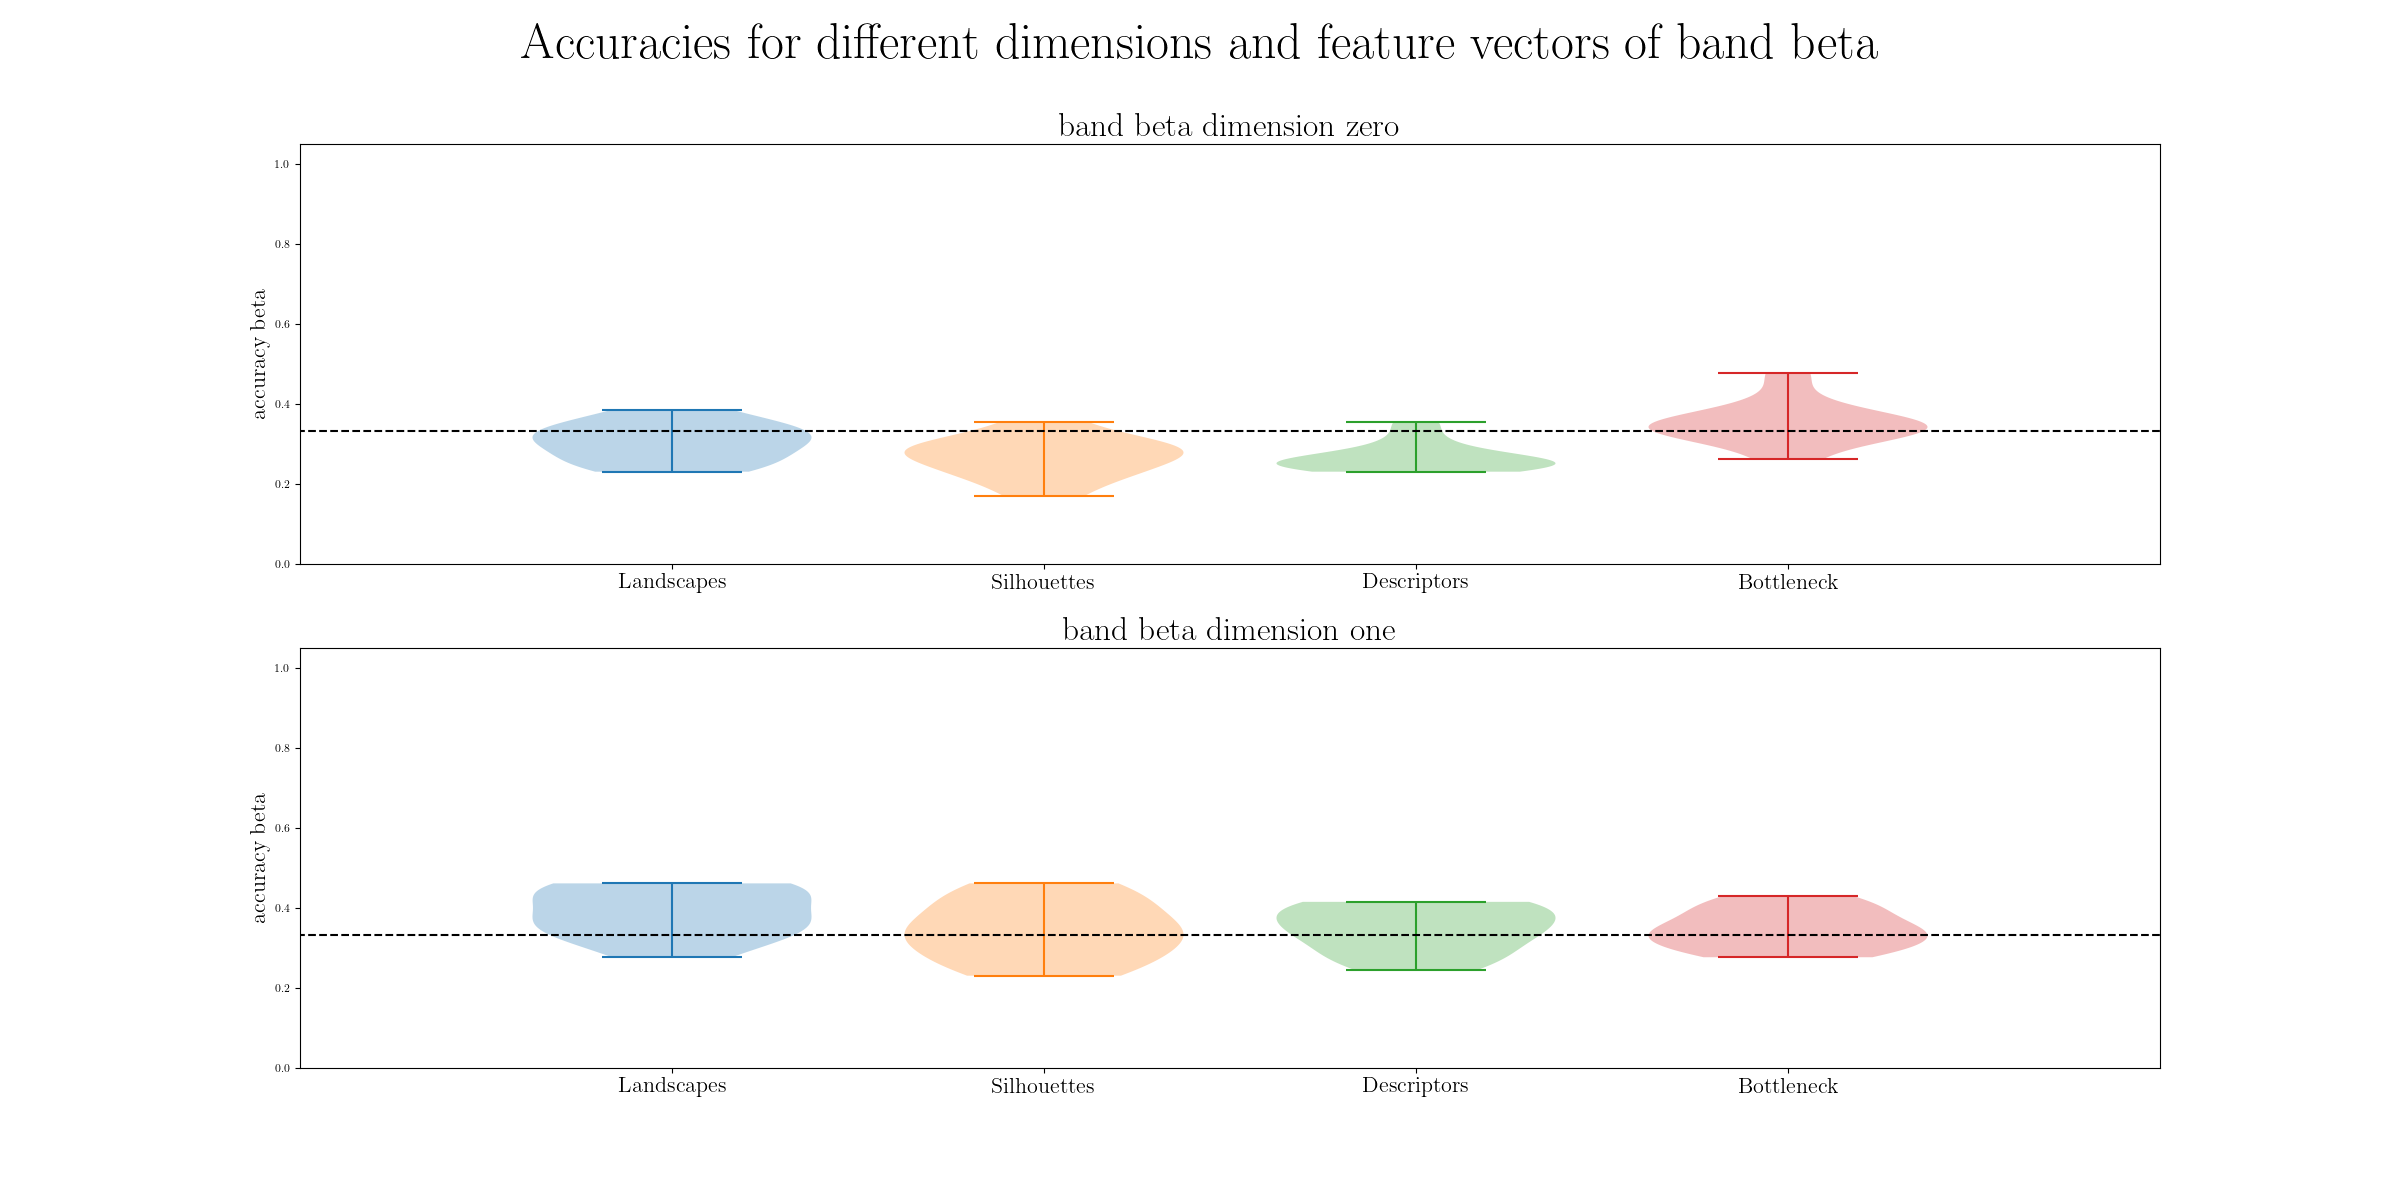 Accuracies for different dimensions and feature vectors of band beta
band beta dimension zero
1.0
0.8
0.6
0.4
0.2
0.0
accuracy beta
Landscapes Silhouettes Descriptors Bottleneck
band beta dimension one
1.0
0.8
0.6
0.4
0.2
0.0
accuracy beta
Landscapes Silhouettes Descriptors Bottleneck